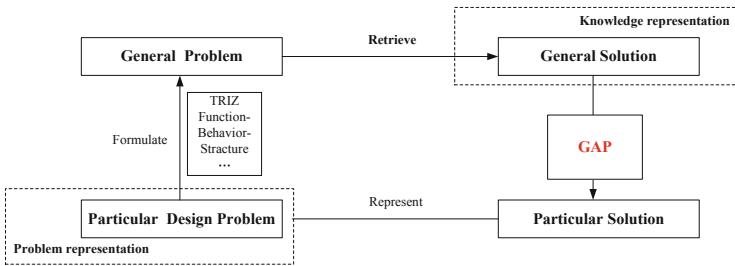 Knowledge representation
General Problem
Retrieve
General Solution
TRIZ
Function-
Behavior-
Stracture
...
Formulate
GAP
Particular Design Problem
Represent
Particular Solution
Problem representation